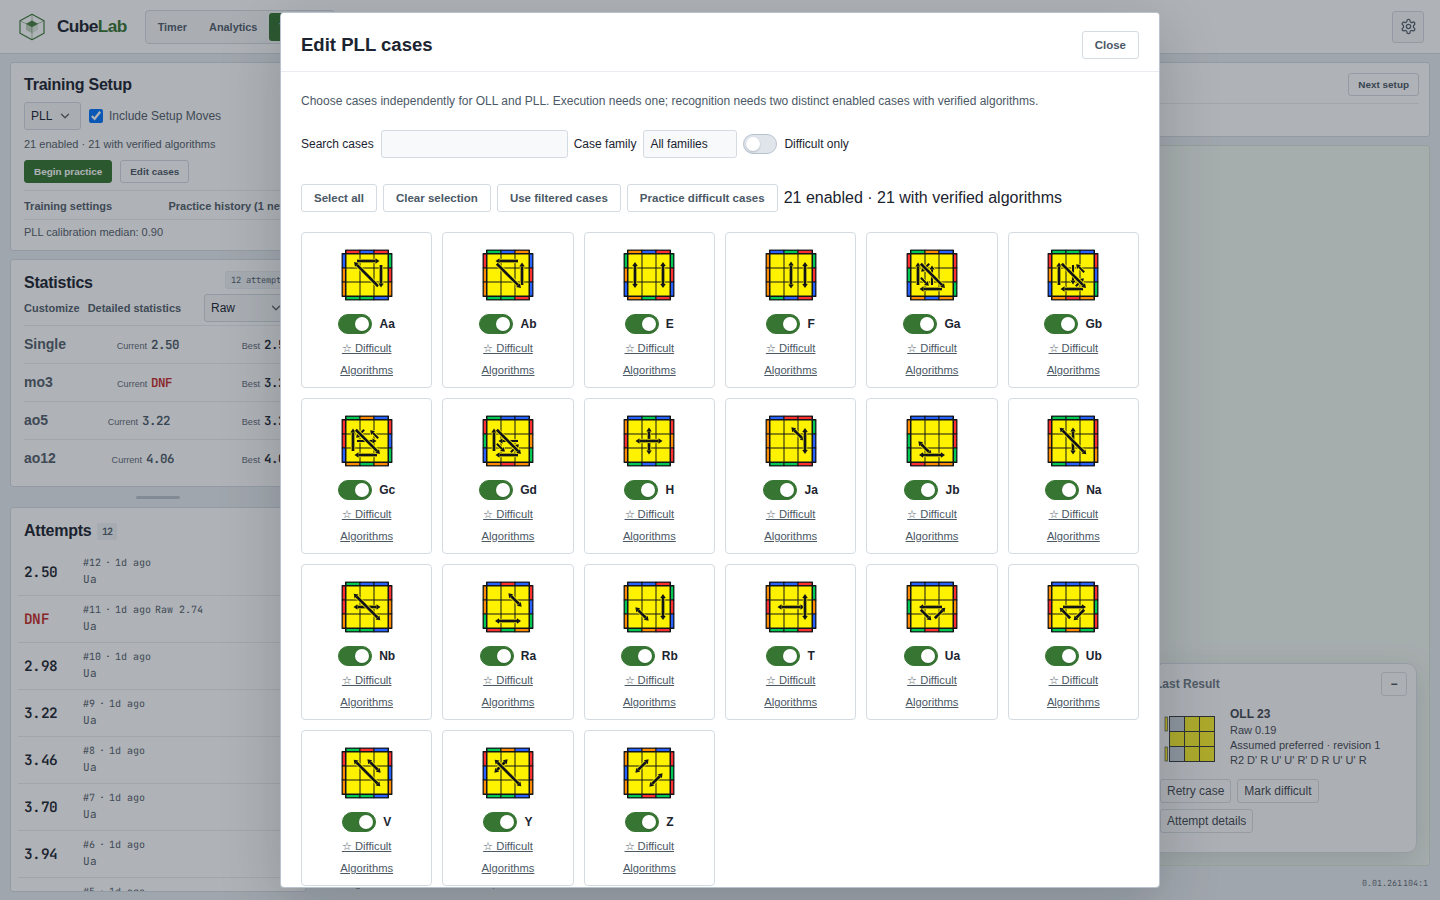 CubeLab
Timer
Analytics
Training Setup
PLL
Include Setup Moves
21 enabled · 21 with verified algorithms
Begin practice
Edit cases
Training settings
Practice history (1 ne
PLL calibration median: 0.90
Statistics
12 attempt
Customize
Detailed statistics
Raw
Single Current 2.50 Best
mo3 Current DNF Best
ao5 Current 3.22 Best
ao12 Current 4.06 Best
Attempts 12
2.50 #12 · 1d ago
Ua
DNF #11 · 1d ago Raw 2.74
Ua
2.98 #10 · 1d ago
Ua
3.22 #9 · 1d ago
Ua
3.46 #8 · 1d ago
Ua
3.70 #7 · 1d ago
Ua
3.94 #6 · 1d ago
Ua
Edit PLL cases
Close
Choose cases independently for OLL and PLL. Execution needs one; recognition needs two distinct enabled cases with verified algorithms.
Search cases
Case family
All families
Difficult only
Select all
Clear selection
Use filtered cases
Practice difficult cases
21 enabled · 21 with verified algorithms
Aa Ab E F Ga Gb
☆ Difficult ☆ Difficult ☆ Difficult ☆ Difficult ☆ Difficult ☆ Difficult
Algorithms Algorithms Algorithms Algorithms Algorithms Algorithms
Gc Gd H Ja Jb Na
☆ Difficult ☆ Difficult ☆ Difficult ☆ Difficult ☆ Difficult ☆ Difficult
Algorithms Algorithms Algorithms Algorithms Algorithms Algorithms
Nb Ra Rb T Ua Ub
☆ Difficult ☆ Difficult ☆ Difficult ☆ Difficult ☆ Difficult ☆ Difficult
Algorithms Algorithms Algorithms Algorithms Algorithms Algorithms
V Y Z
☆ Difficult ☆ Difficult ☆ Difficult
Algorithms Algorithms Algorithms
Next setup
Last Result
−
OLL 23
Raw 0.19
Assumed preferred · revision 1
R2 D' R U' U' R' D R U' U' R
Retry case
Mark difficult
Attempt details
0.01.261104:1